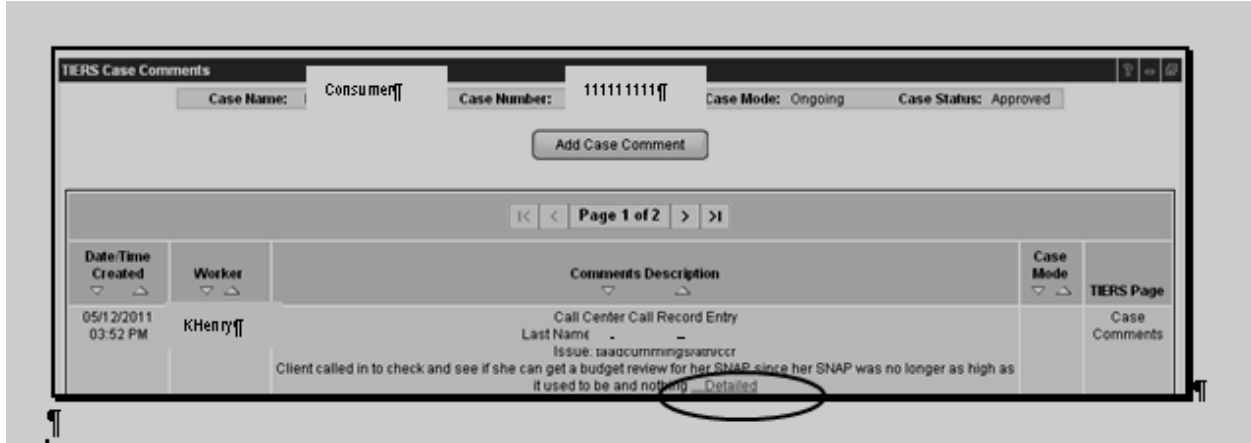 TIERS Case Comments
Case Name: Consumer¶ Case Number: 111111111¶ Case Mode: Ongoing Case Status: Approved
Add Case Comment
Page 1 of 2
Date/Time Created Worker Comments Description Case Mode TIERS Page
05/12/2011 03:52 PM KHenry¶ Call Center Call Record Entry Case Comments
Last Name
Issue:
Client called in to check and see if she can get a budget review for her SNAP since her SNAP was no longer as high as
it used to be and nothing ...Detailed ¶
¶